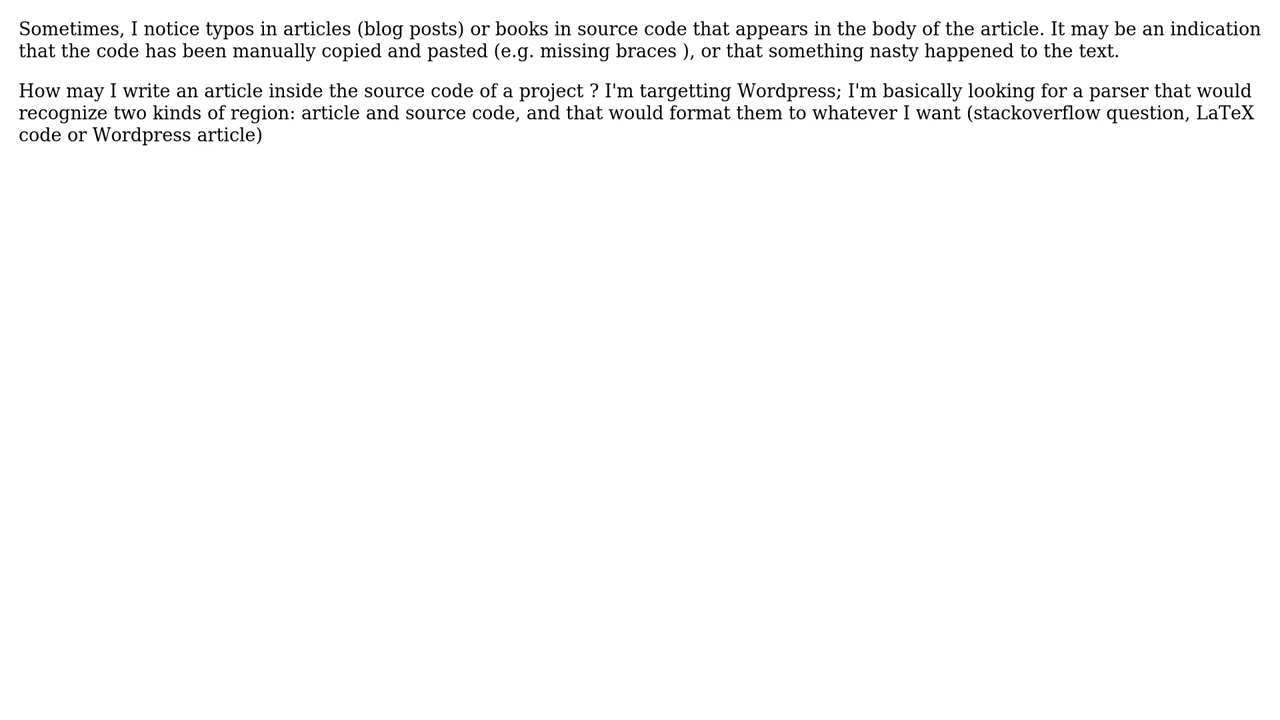 Sometimes, I notice typos in articles (blog posts) or books in source code that appears in the body of the article. It may be an indication
that the code has been manually copied and pasted (e.g. missing braces ), or that something nasty happened to the text.
How may I write an article inside the source code of a project ? I'm targetting Wordpress; I'm basically looking for a parser that would
recognize two kinds of region: article and source code, and that would format them to whatever I want (stackoverflow question, LaTeX
code or Wordpress article)